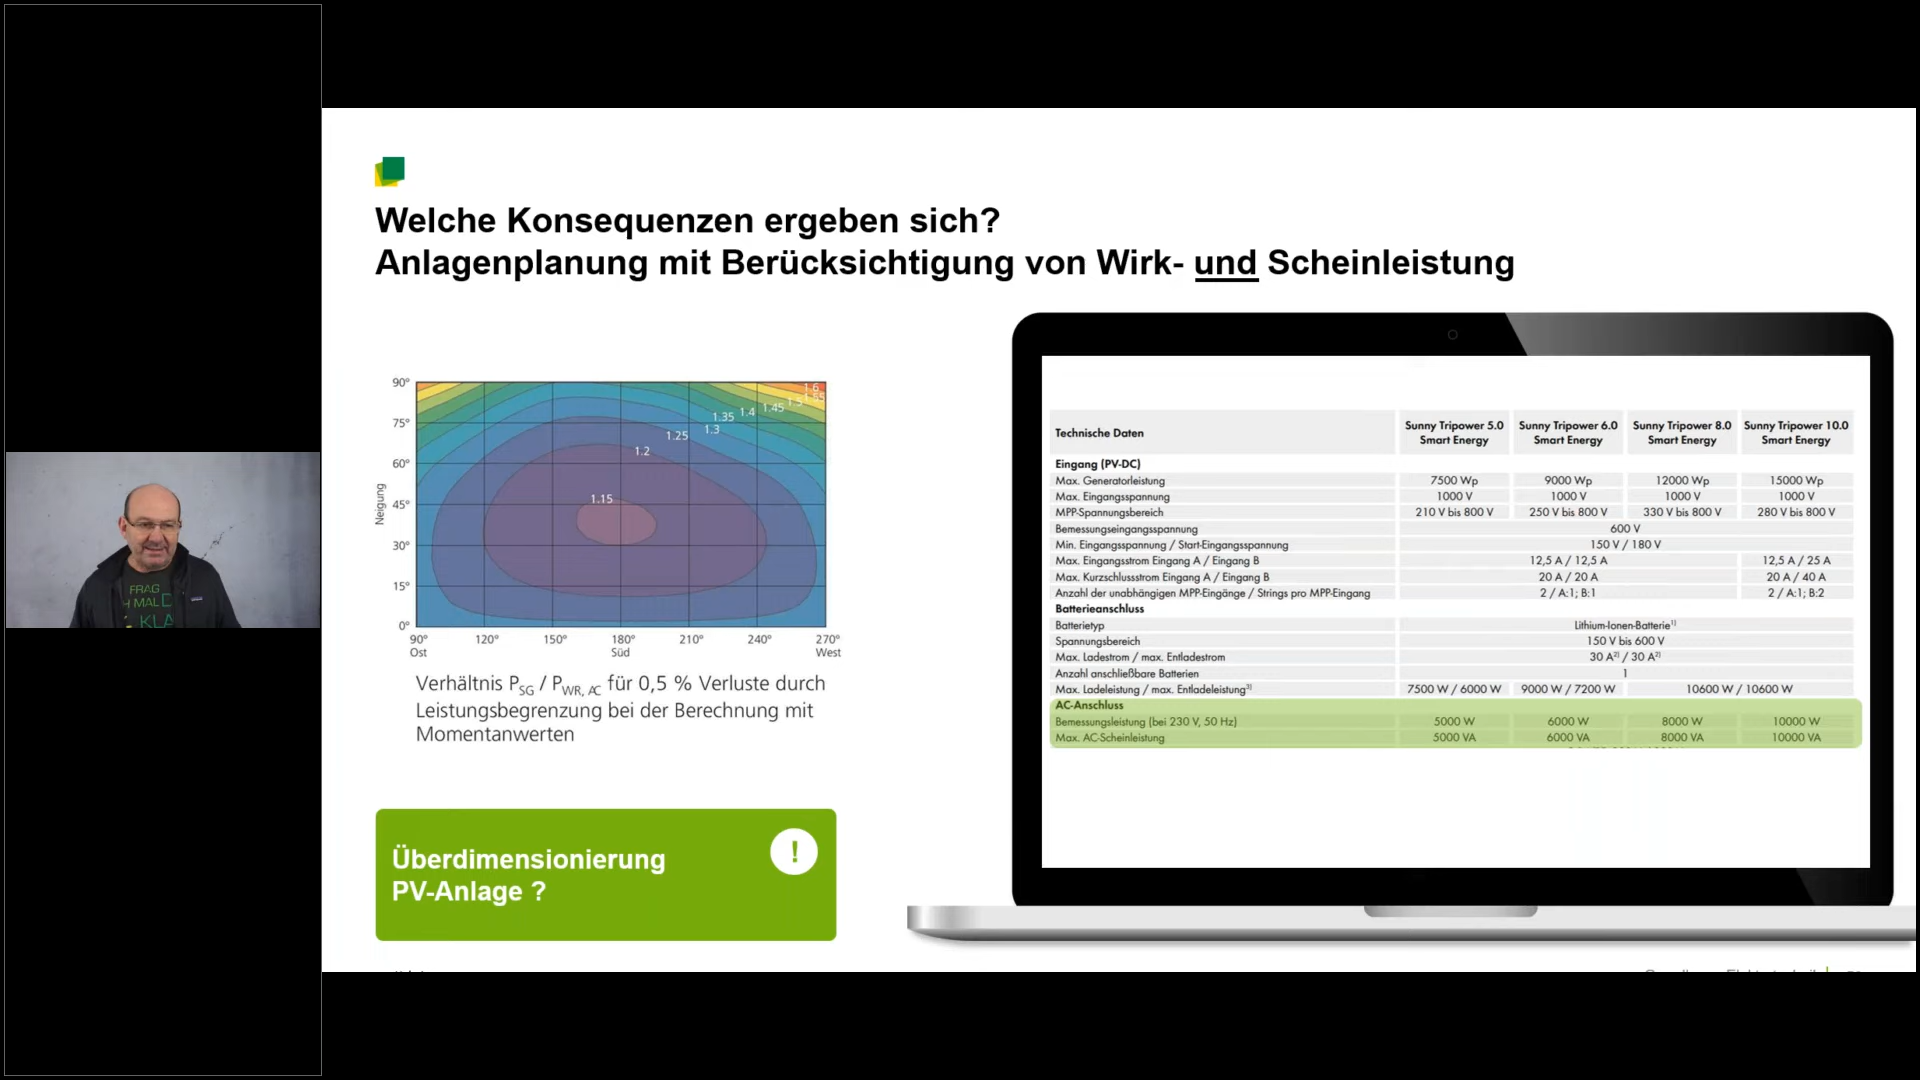 FRAG
H MAL D
KLA
Welche Konsequenzen ergeben sich?
Anlagenplanung mit Berücksichtigung von Wirk- und Scheinleistung
90°
75°
60°
45°
30°
15°
0°
Neigung
1.6
1.55
1.5
1.45
1.4
1.35
1.3
1.25
1.2
1.15
90° 120° 150° 180° 210° 240° 270°
Ost Süd West
Verhältnis PSG / PWR, AC für 0,5 % Verluste durch
Leistungsbegrenzung bei der Berechnung mit
Momentanwerten
Überdimensionierung
PV-Anlage ?
!
Technische Daten Sunny Tripower 5.0 Smart Energy Sunny Tripower 6.0 Smart Energy Sunny Tripower 8.0 Smart Energy Sunny Tripower 10.0 Smart Energy
Eingang (PV-DC)
Max. Generatorleistung 7500 Wp 9000 Wp 12000 Wp 15000 Wp
Max. Eingangsspannung 1000 V 1000 V 1000 V 1000 V
MPP-Spannungsbereich 210 V bis 800 V 250 V bis 800 V 330 V bis 800 V 280 V bis 800 V
Bemessungseingangsspannung 600 V
Min. Eingangsspannung / Start-Eingangsspannung 150 V / 180 V
Max. Eingangsstrom Eingang A / Eingang B 12,5 A / 12,5 A 12,5 A / 25 A
Max. Kurzschlussstrom Eingang A / Eingang B 20 A / 20 A 20 A / 40 A
Anzahl der unabhängigen MPP-Eingänge / Strings pro MPP-Eingang 2 / A:1; B:1 2 / A:1; B:2
Batterieanschluss
Batterietyp Lithium-Ionen-Batterie1)
Spannungsbereich 150 V bis 600 V
Max. Ladestrom / max. Entladestrom 30 A2) / 30 A2)
Anzahl anschließbare Batterien 1
Max. Ladeleistung / max. Entladeleistung3) 7500 W / 6000 W 9000 W / 7200 W 10600 W / 10600 W
AC-Anschluss
Bemessungsleistung (bei 230 V, 50 Hz) 5000 W 6000 W 8000 W 10000 W
Max. AC-Scheinleistung 5000 VA 6000 VA 8000 VA 10000 VA